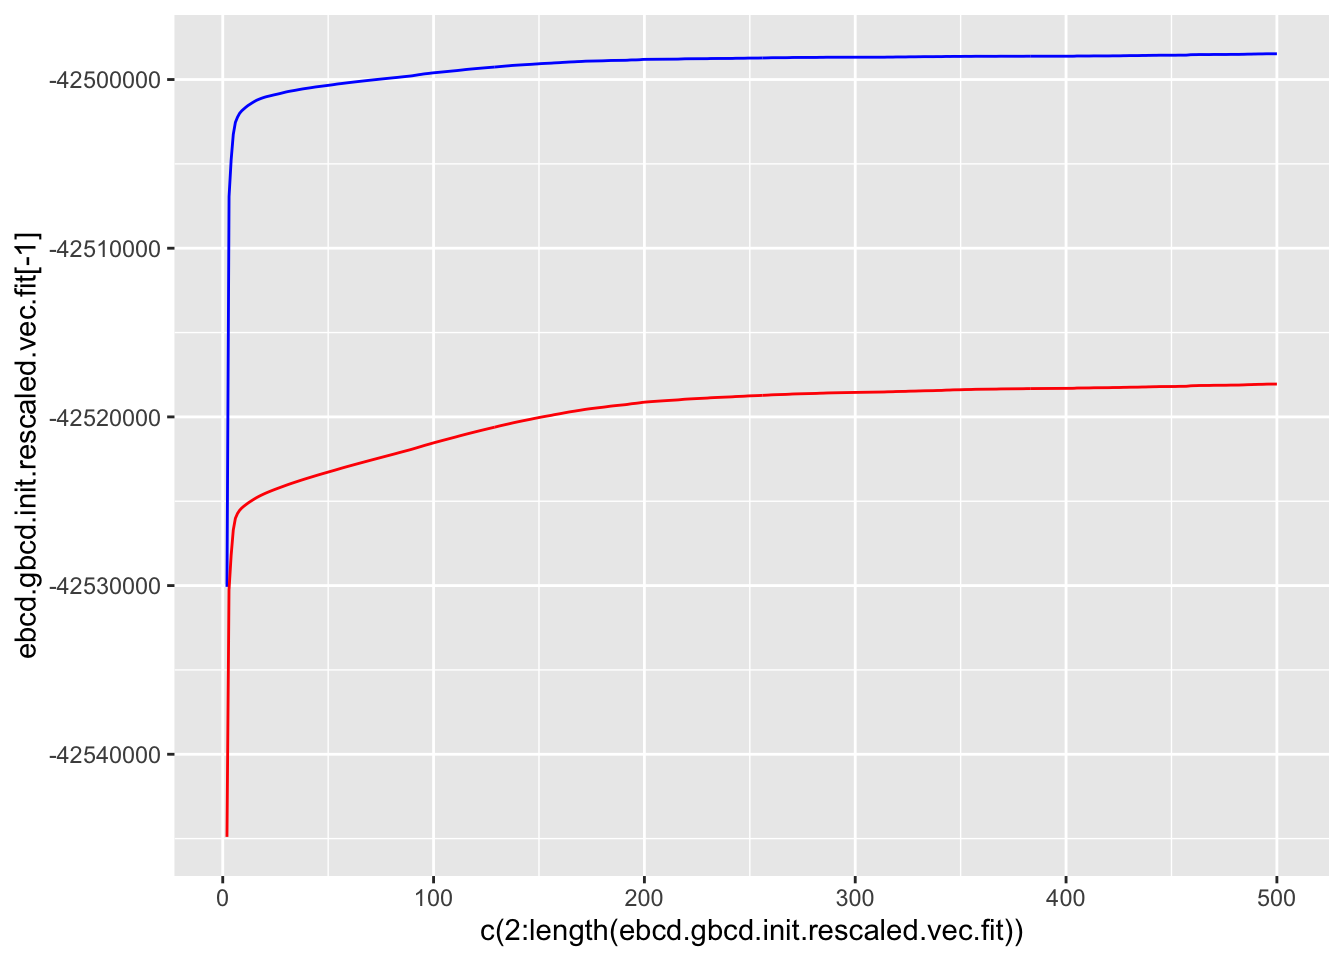 ebcd.gbcd.init.rescaled.vec.fit[-1]
-42500000
-42510000
-42520000
-42530000
-42540000
0 100 200 300 400 500
c(2:length(ebcd.gbcd.init.rescaled.vec.fit))